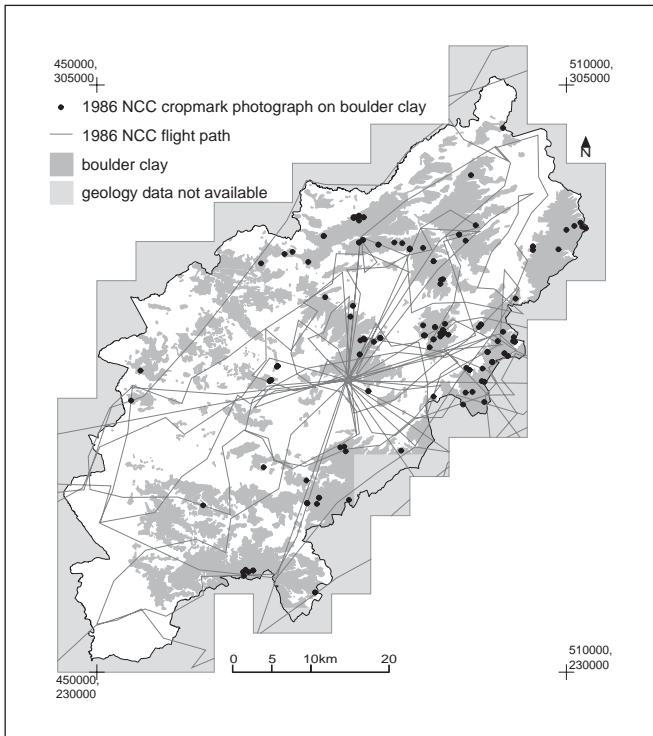 450000,
305000
510000,
305000
1986 NCC cropmark photograph on boulder clay
1986 NCC flight path
boulder clay
geology data not available
N
0 5 10km 20
450000,
230000
510000,
230000